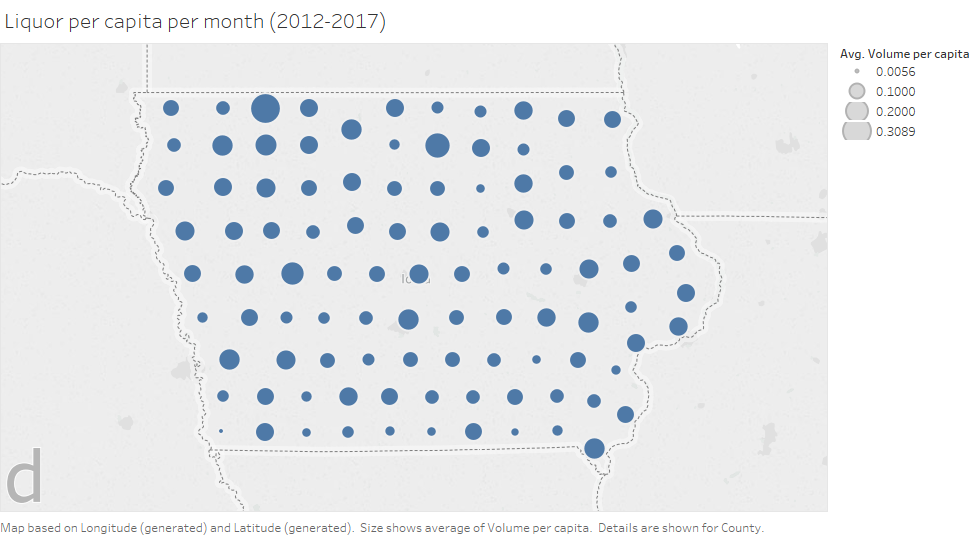 Liquor per capita per month (2012-2017)
Avg. Volume per capita
0.0056
0.1000
0.2000
0.3089
Iowa
d
Map based on Longitude (generated) and Latitude (generated). Size shows average of Volume per capita. Details are shown for County.